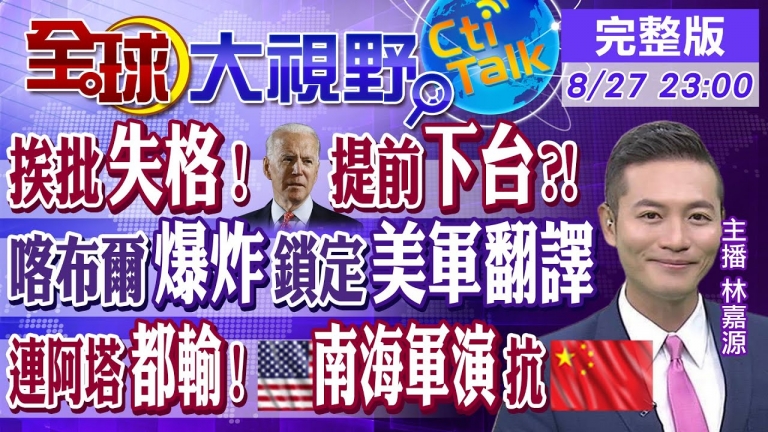 全球大視野
Cti Talk
完整版
8/27 23:00
挨批失格! 提前下台?!
喀布爾爆炸鎖定美軍翻譯
連阿塔都輸! 南海軍演抗
主播 林嘉源